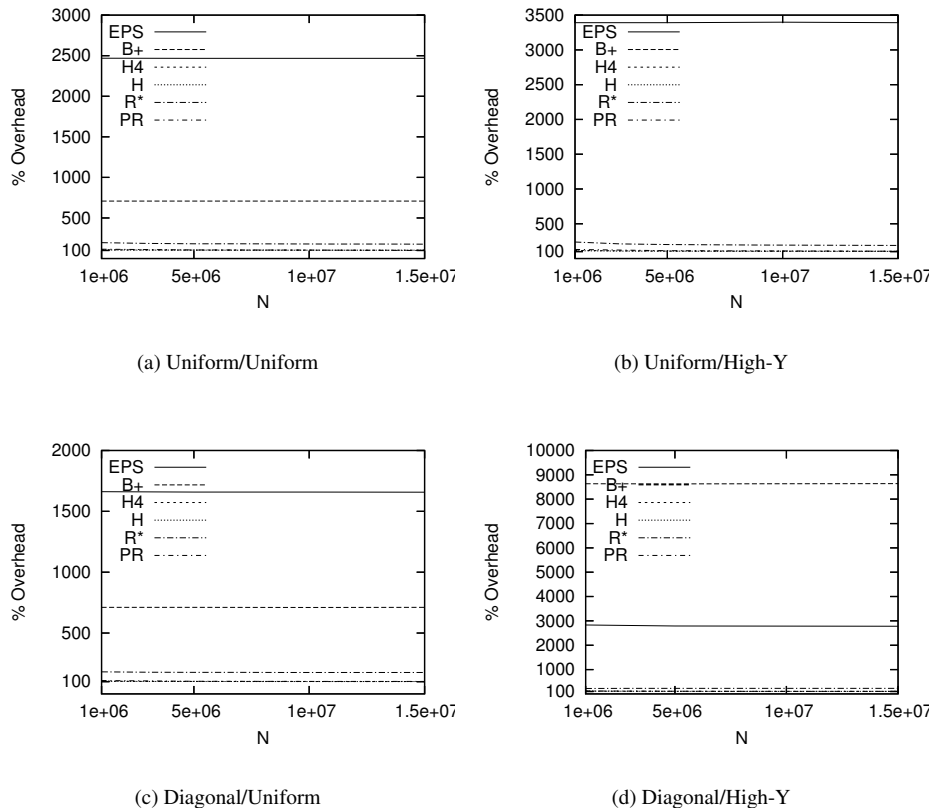 3000
EPS
B+
H4
H
R*
PR
2500
2000
1500
1000
500
100
% Overhead
1e+06
5e+06
1e+07
1.5e+07
N
(a) Uniform/Uniform
3500
EPS
B+
H4
H
R*
PR
3000
2500
2000
1500
1000
500
100
% Overhead
1e+06
5e+06
1e+07
1.5e+07
N
(b) Uniform/High-Y
2000
EPS
B+
H4
H
R*
PR
1500
1000
500
100
% Overhead
1e+06
5e+06
1e+07
1.5e+07
N
(c) Diagonal/Uniform
10000
EPS
B+
H4
H
R*
PR
9000
8000
7000
6000
5000
4000
3000
2000
1000
100
% Overhead
1e+06
5e+06
1e+07
1.5e+07
N
(d) Diagonal/High-Y